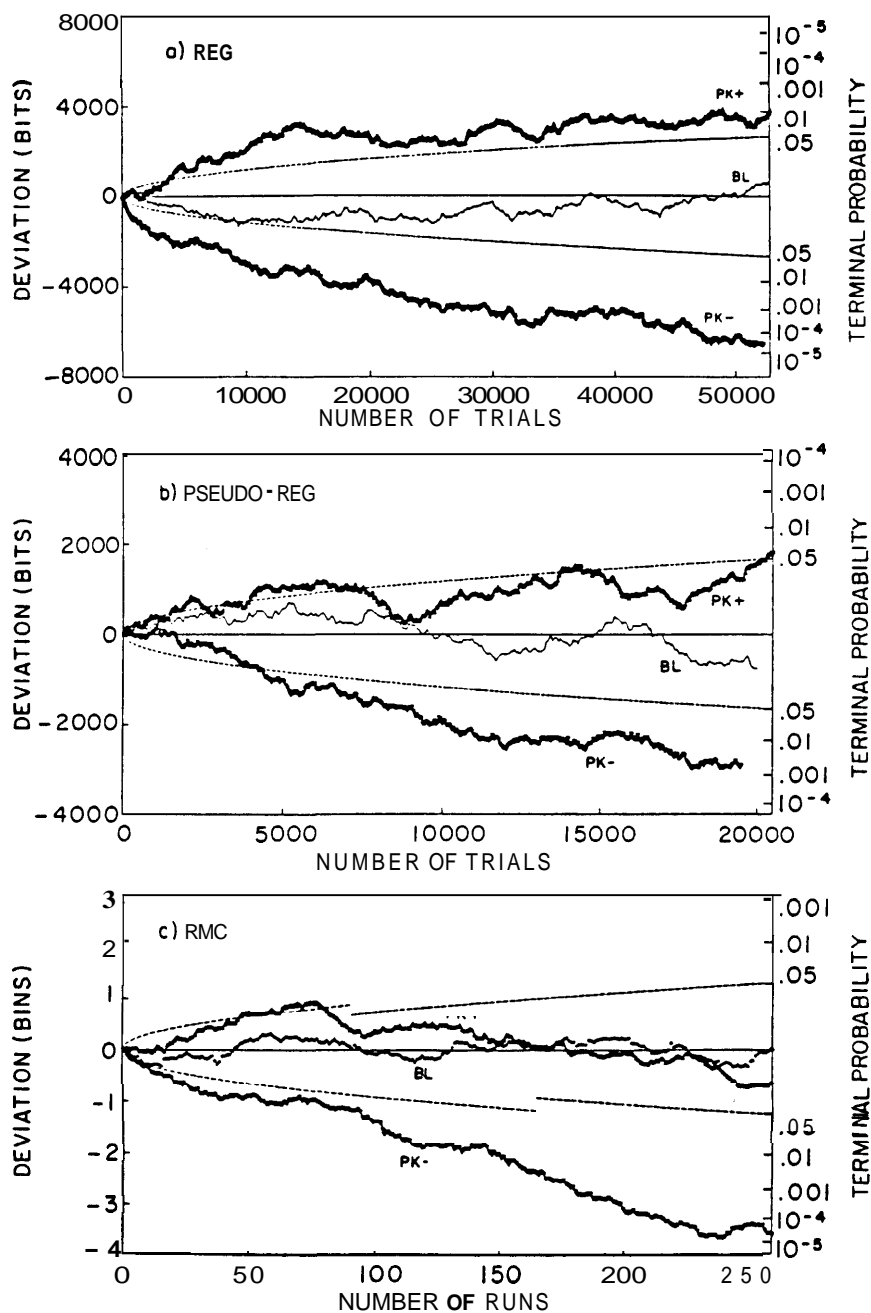 8000
4000
0
-4000
-8000
DEVIATION (BITS)
a) REG
PK+
BL
PK-
10-5
10-4
.001
.01
.05
.05
.01
.001
10-4
10-5
TERMINAL PROBABILITY
0 10000 20000 30000 40000 50000
NUMBER OF TRIALS
4000
2000
0
-2000
-4000
DEVIATION (BITS)
b) PSEUDO-REG
PK+
BL
PK-
10-4
.001
.01
.05
.05
.01
.001
10-4
TERMINAL PROBABILITY
0 5000 10000 15000 20000
NUMBER OF TRIALS
3
2
1
0
-1
-2
-3
-4
DEVIATION (BINS)
c) RMC
BL
PK-
.001
.01
.05
.05
.01
.001
10-4
10-5
TERMINAL PROBABILITY
0 50 100 150 200 250
NUMBER OF RUNS